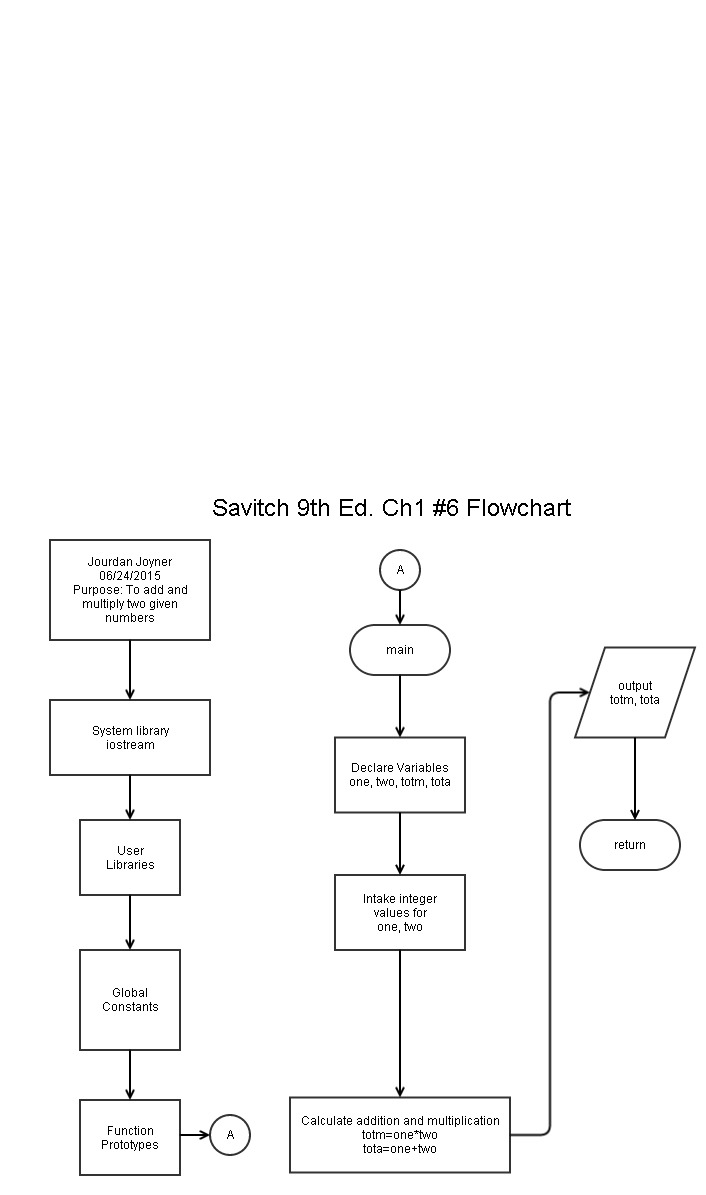 Savitch 9th Ed. Ch1 #6 Flowchart
Jourdan Joyner
06/24/2015
Purpose: To add and
multiply two given
numbers
System library
iostream
User
Libraries
Global
Constants
Function
Prototypes
A
A
main
Declare Variables
one, two, totm, tota
Intake integer
values for
one, two
Calculate addition and multiplication
totm=one*two
tota=one+two
output
totm, tota
return